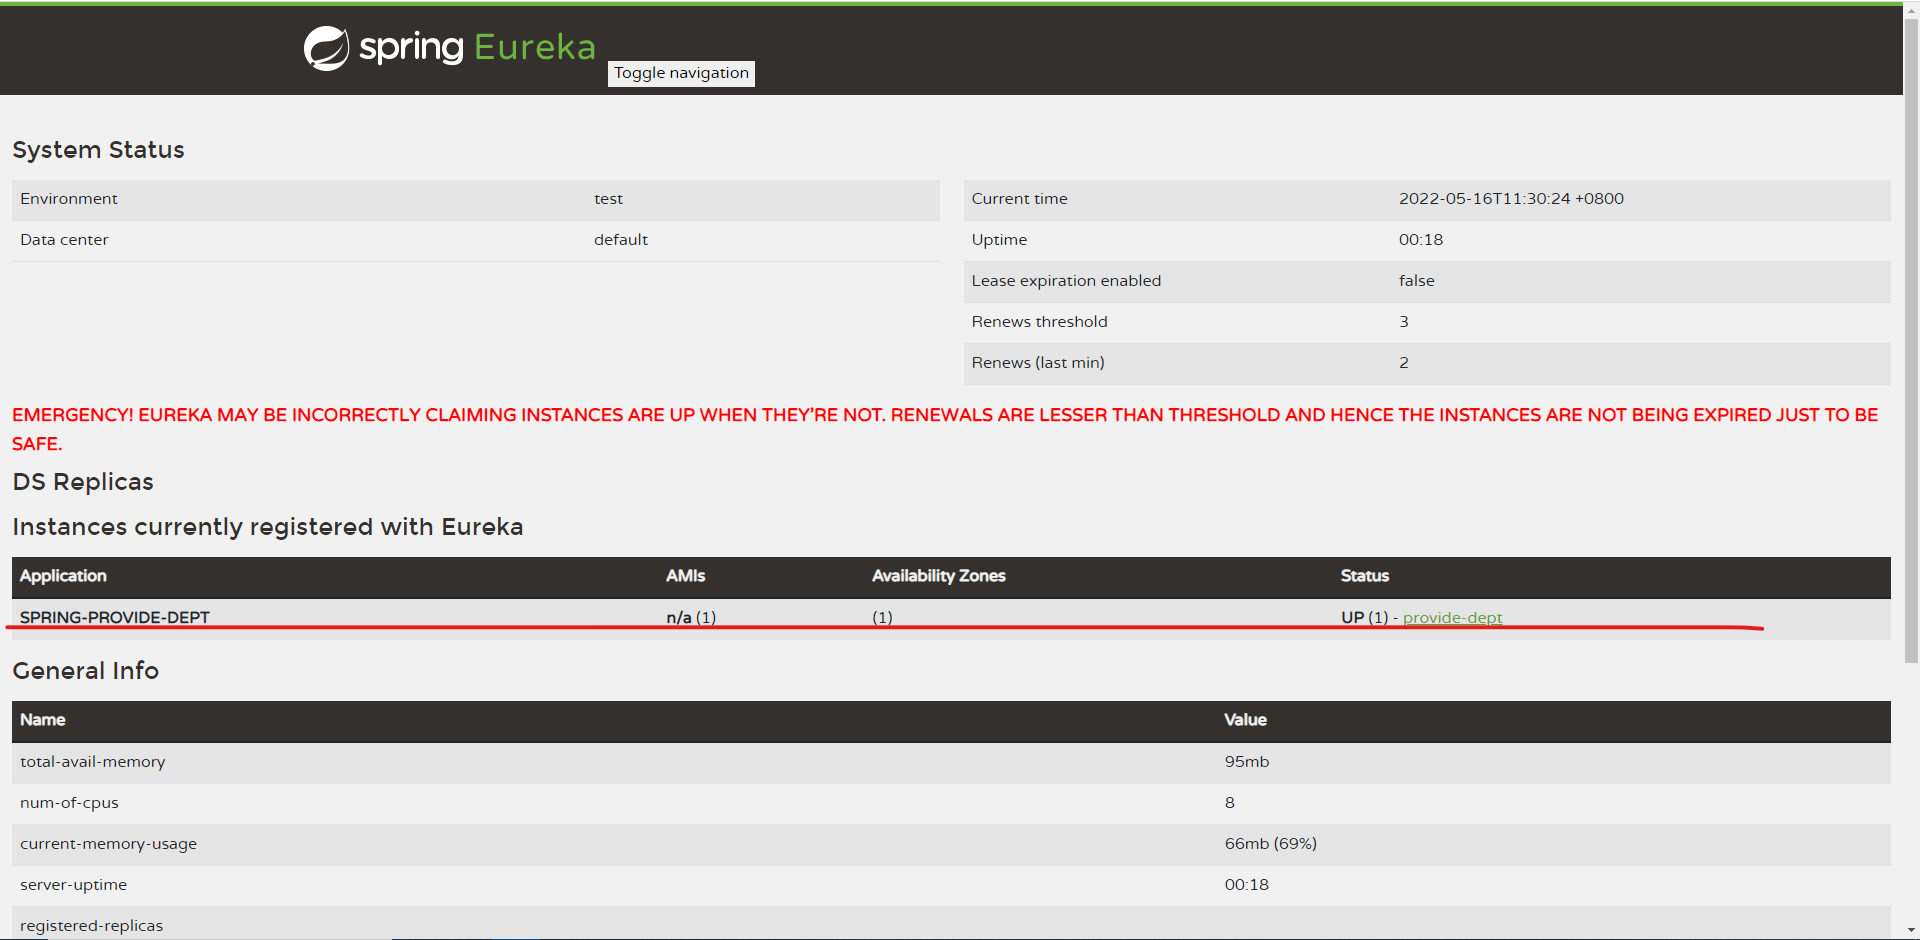 spring Eureka
Toggle navigation
System Status
Environment test
Data center default
Current time 2022-05-16T11:30:24 +0800
Uptime 00:18
Lease expiration enabled false
Renews threshold 3
Renews (last min) 2
EMERGENCY! EUREKA MAY BE INCORRECTLY CLAIMING INSTANCES ARE UP WHEN THEY'RE NOT. RENEWALS ARE LESSER THAN THRESHOLD AND HENCE THE INSTANCES ARE NOT BEING EXPIRED JUST TO BE
SAFE.
DS Replicas
Instances currently registered with Eureka
Application AMIs Availability Zones Status
SPRING-PROVIDE-DEPT n/a (1) (1) UP (1) - provide-dept
General Info
Name Value
total-avail-memory 95mb
num-of-cpus 8
current-memory-usage 66mb (69%)
server-uptime 00:18
registered-replicas